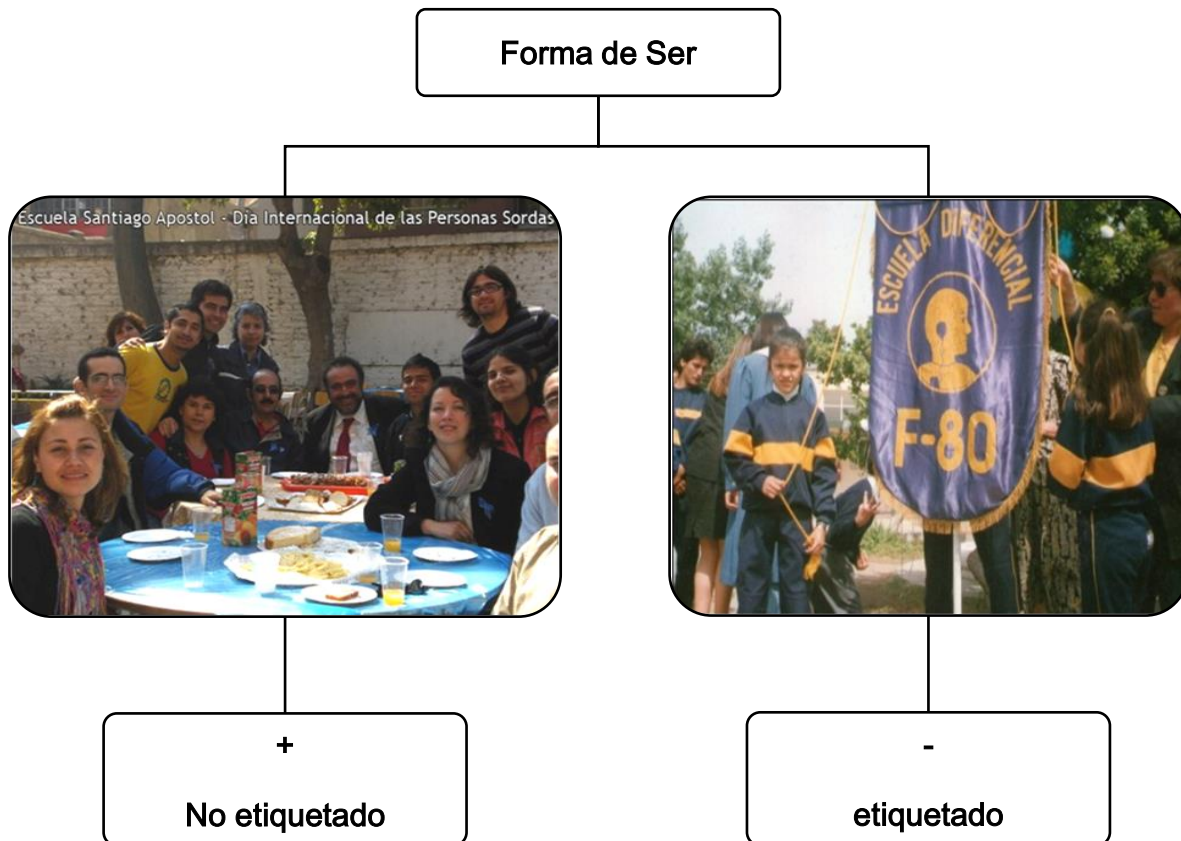 Forma de Ser
Escuela Santiago Apostol - Dia Internacional de las Personas Sordas
ESCUELA DIFERENCIAL
F-80
+
No etiquetado
-
etiquetado